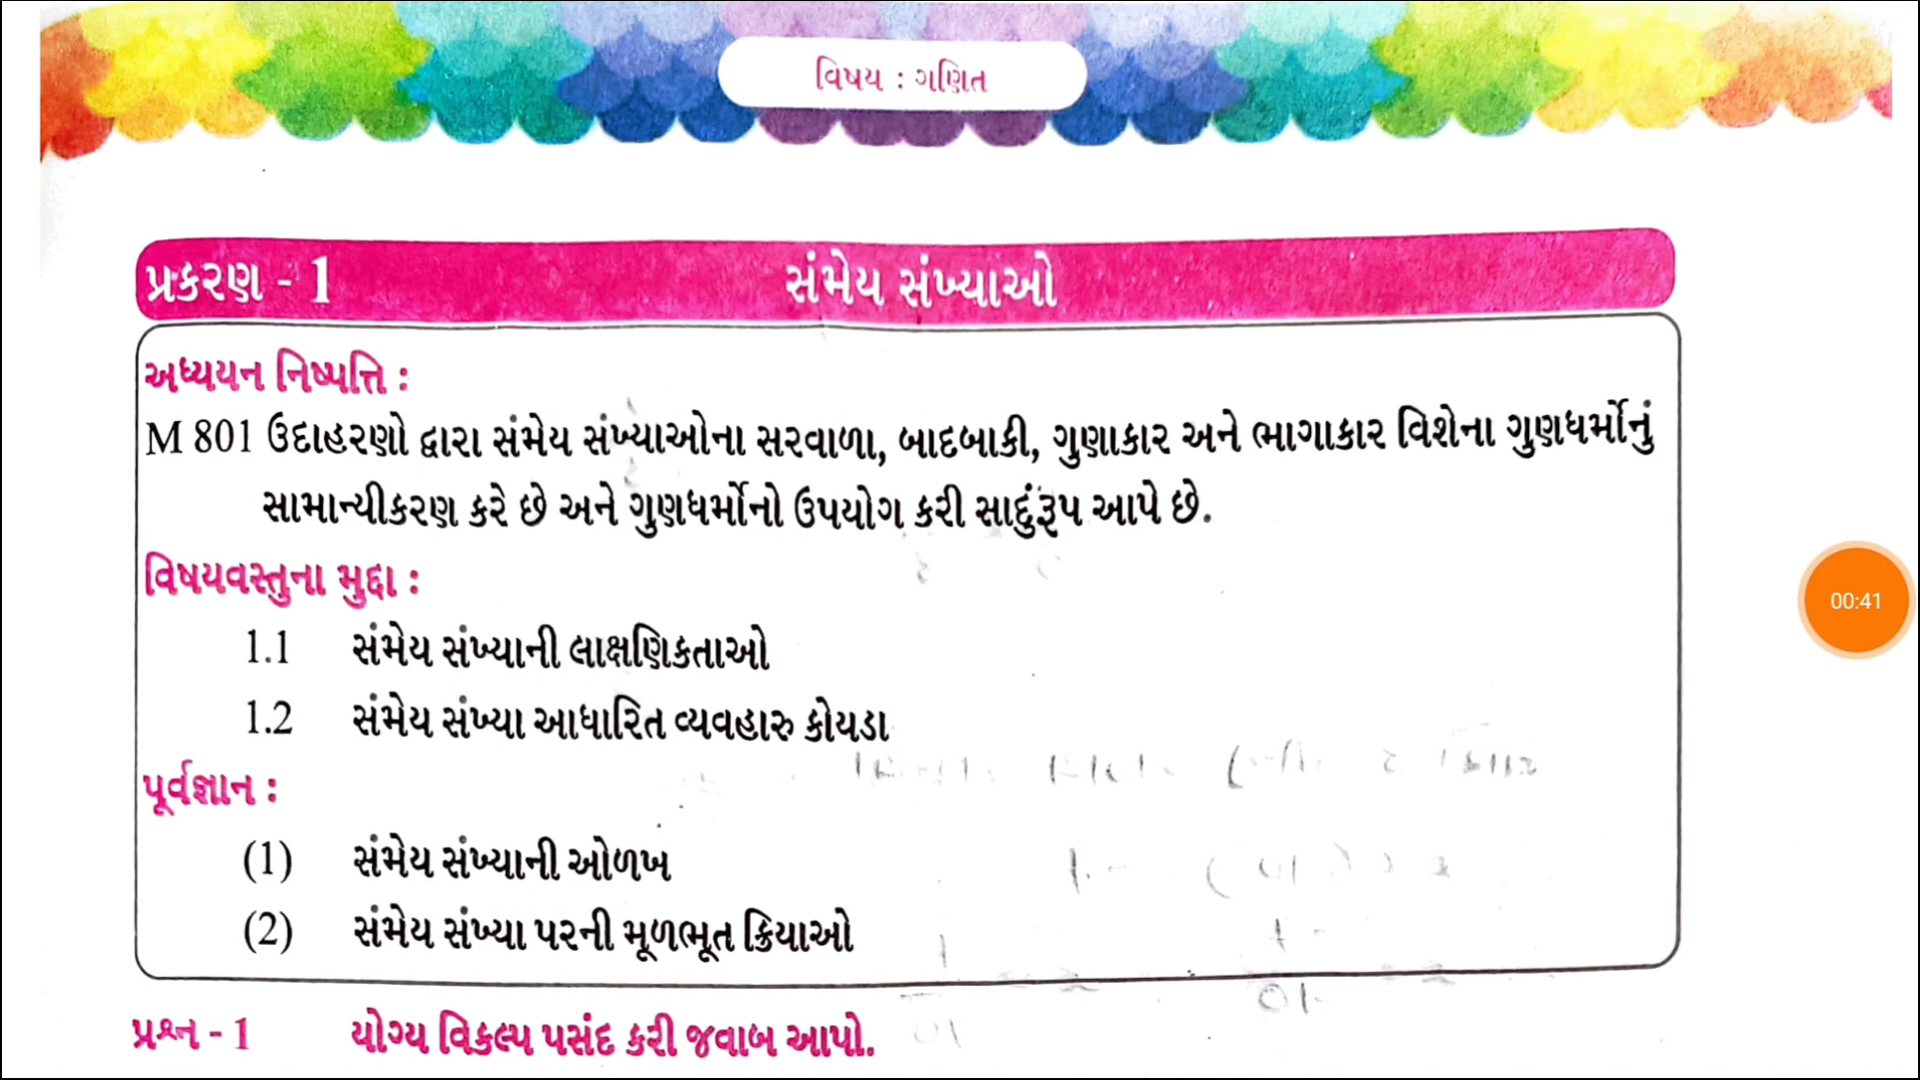 વિષય : ગણિત
પ્રકરણ - 1 સંમેય સંખ્યાઓ
અધ્યયન નિષ્પત્તિ :
M 801 ઉદાહરણો દ્વારા સંમેય સંખ્યાઓના સરવાળા, બાદબાકી, ગુણાકાર અને ભાગાકાર વિશેના ગુણધર્મોનું
સામાન્યીકરણ કરે છે અને ગુણધર્મોનો ઉપયોગ કરી સાદુંરૂપ આપે છે.
વિષયવસ્તુના મુદ્દા :
1.1 સંમેય સંખ્યાની લાક્ષણિકતાઓ
1.2 સંમેય સંખ્યા આધારિત વ્યવહારુ કોયડા
પૂર્વજ્ઞાન :
(1) સંમેય સંખ્યાની ઓળખ
(2) સંમેય સંખ્યા પરની મૂળભૂત ક્રિયાઓ
પ્રશ્ન - 1 યોગ્ય વિકલ્પ પસંદ કરી જવાબ આપો.
00:41